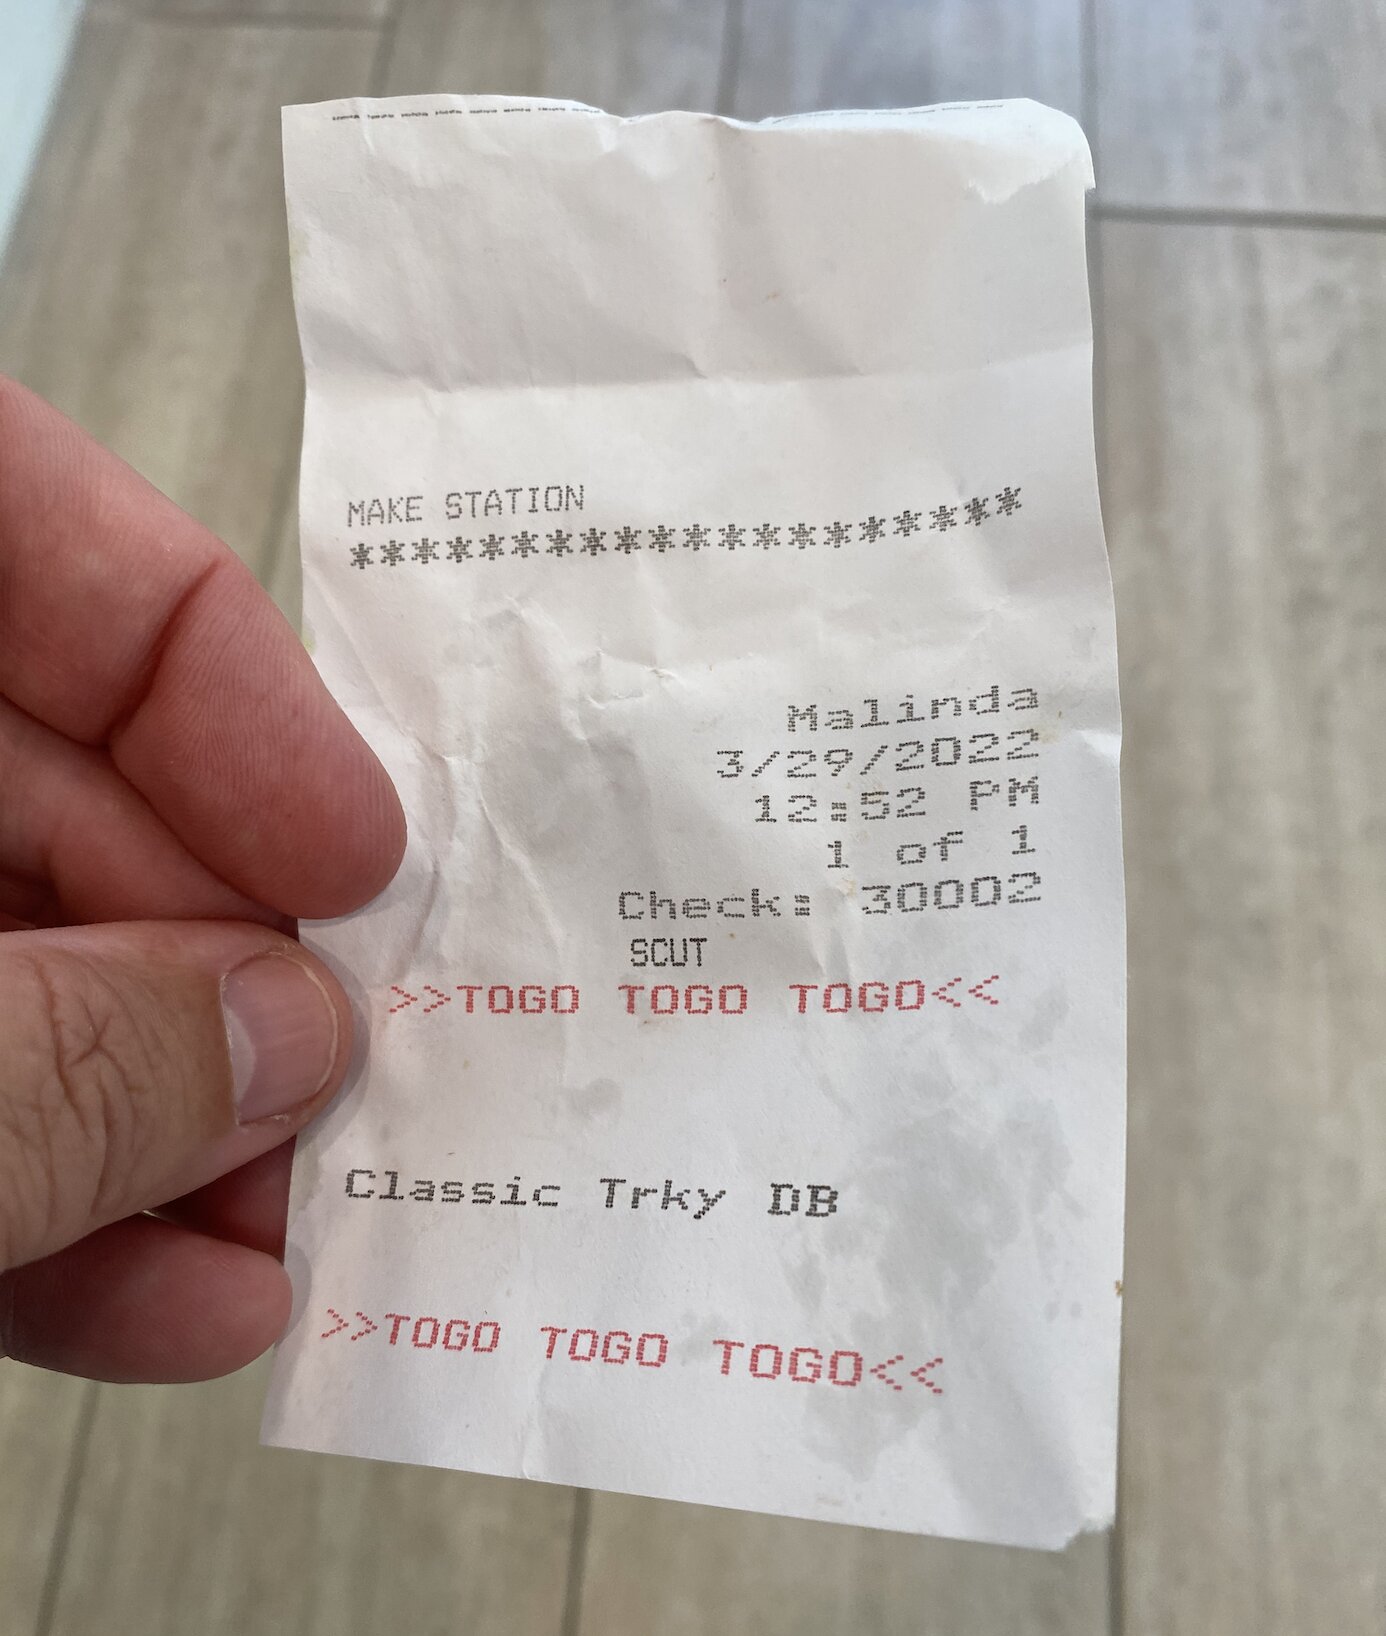 MAKE STATION
********************
Malinda
3/29/2022
12:52 PM
1 of 1
Check: 30002
SCUT
>>TOGO TOGO TOGO<<
Classic Trky DB
>>TOGO TOGO TOGO<<